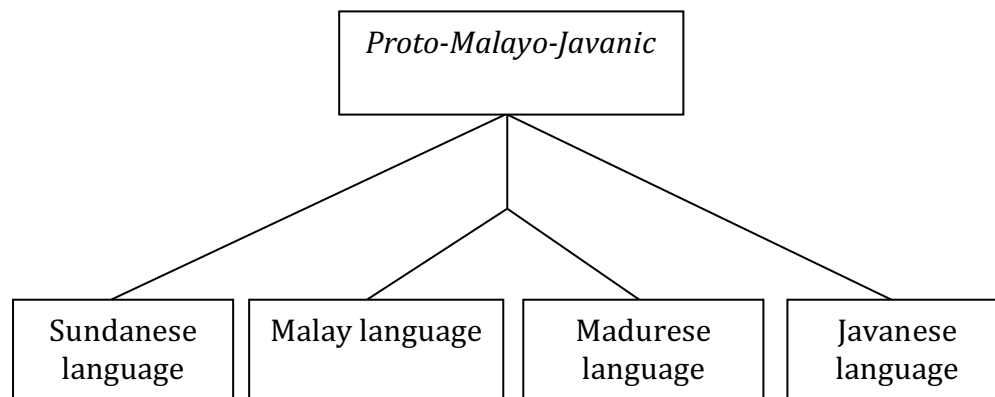 Proto-Malayo-Javanic
Sundanese
language
Malay language
Madurese
language
Javanese
language